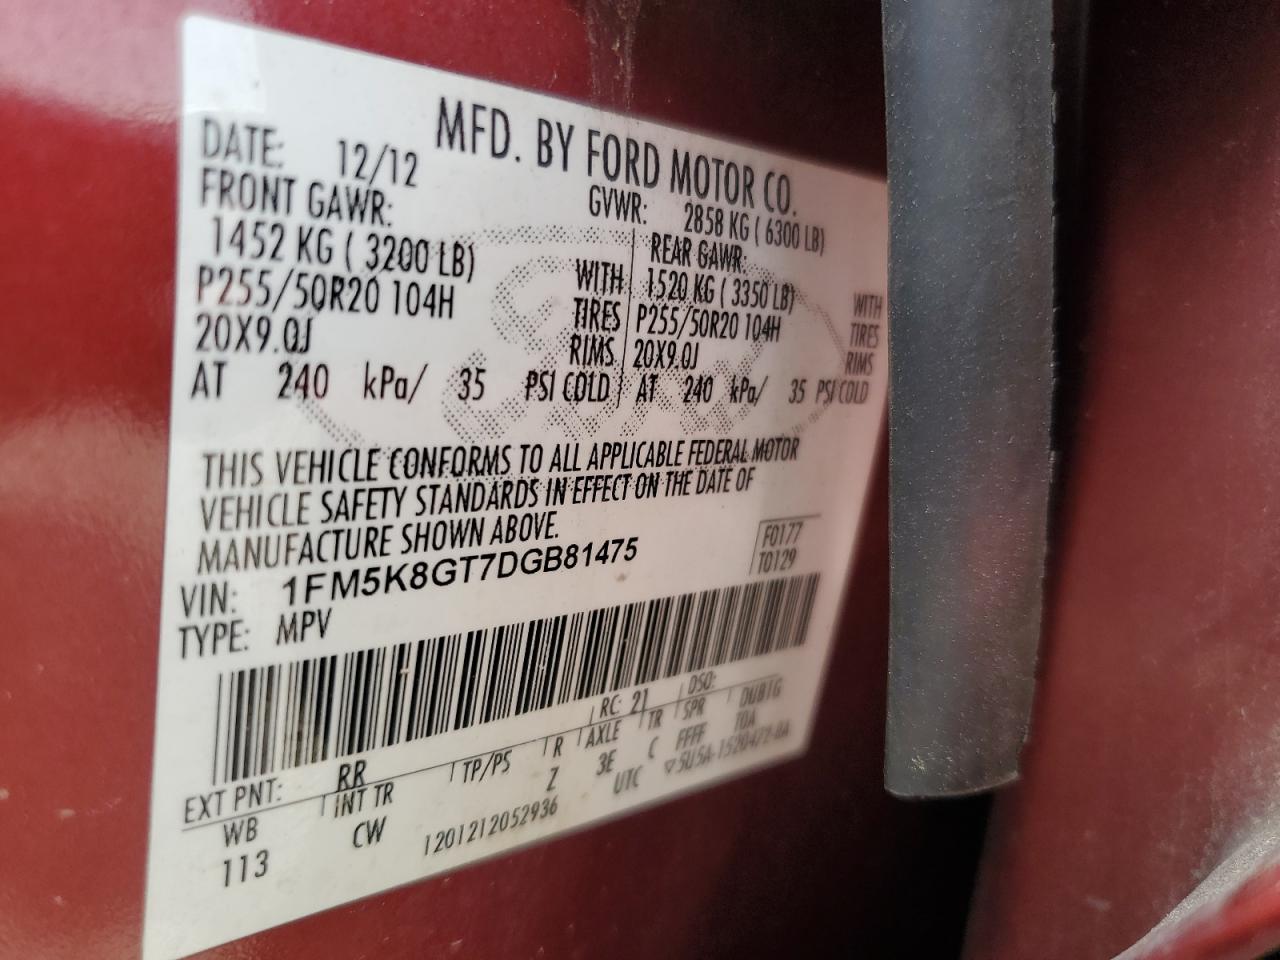 MFD. BY FORD MOTOR CO.
DATE: 12/12 GVWR: 2858 KG ( 6300 LB)
FRONT GAWR: REAR GAWR:
1452 KG ( 3200 LB) WITH 1520 KG ( 3350 LB) WITH
P255/50R20 104H TIRES P255/50R20 104H TIRES
20X9.0J RIMS 20X9.0J RIMS
AT 240 kPa/ 35 PSI COLD AT 240 kPa/ 35 PSI COLD
THIS VEHICLE CONFORMS TO ALL APPLICABLE FEDERAL MOTOR
VEHICLE SAFETY STANDARDS IN EFFECT ON THE DATE OF
MANUFACTURE SHOWN ABOVE.
VIN: 1FM5K8GT7DGB81475 F0177
TYPE: MPV T0129
EXT PNT: RR RC: 21 DSO:
WB INT TR TP/PS R AXLE TR SPR DUBIG
113 CW Z 3E C FFFF TOA
1201212052936 UTC